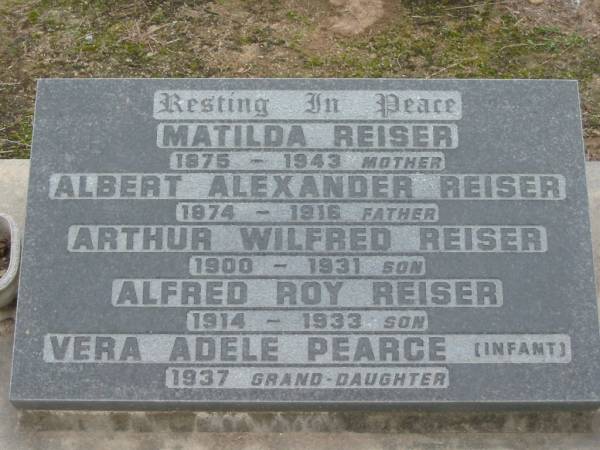 Resting In Peace
MATILDA REISER
1875 - 1943 MOTHER
ALBERT ALEXANDER REISER
1874 - 1916 FATHER
ARTHUR WILFRED REISER
1900 - 1931 SON
ALFRED ROY REISER
1914 - 1933 SON
VERA ADELE PEARCE (INFANT)
1937 GRAND-DAUGHTER